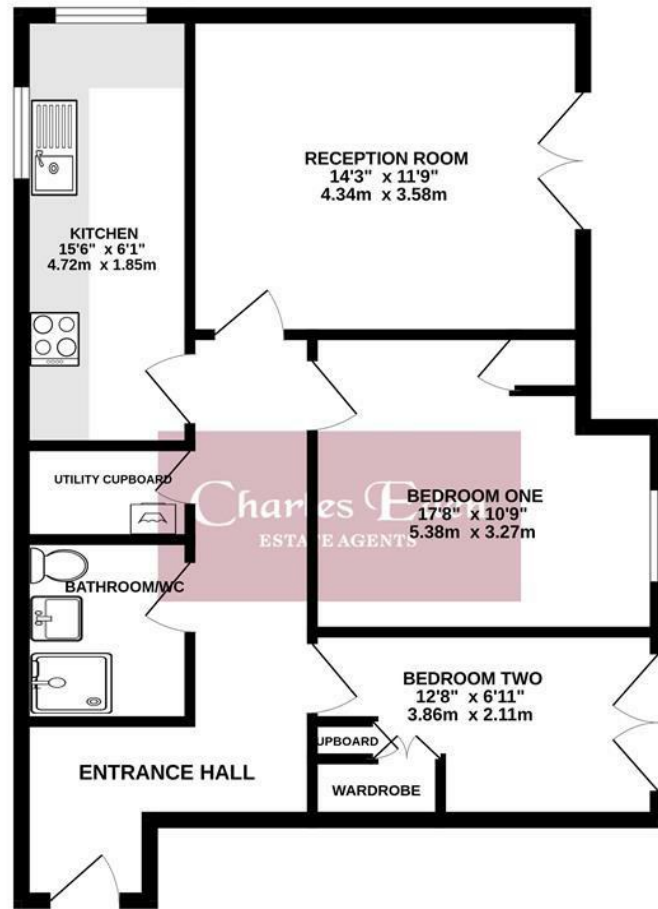 RECEPTION ROOM
14'3" x 11'9"
4.34m x 3.58m
KITCHEN
15'6" x 6'1"
4.72m x 1.85m
UTILITY CUPBOARD
Charles
ESTATE AGENTS
BEDROOM ONE
17'8" x 10'9"
5.38m x 3.27m
BATHROOM/WC
BEDROOM TWO
12'8" x 6'11"
3.86m x 2.11m
UPBOARD
WARDROBE
ENTRANCE HALL